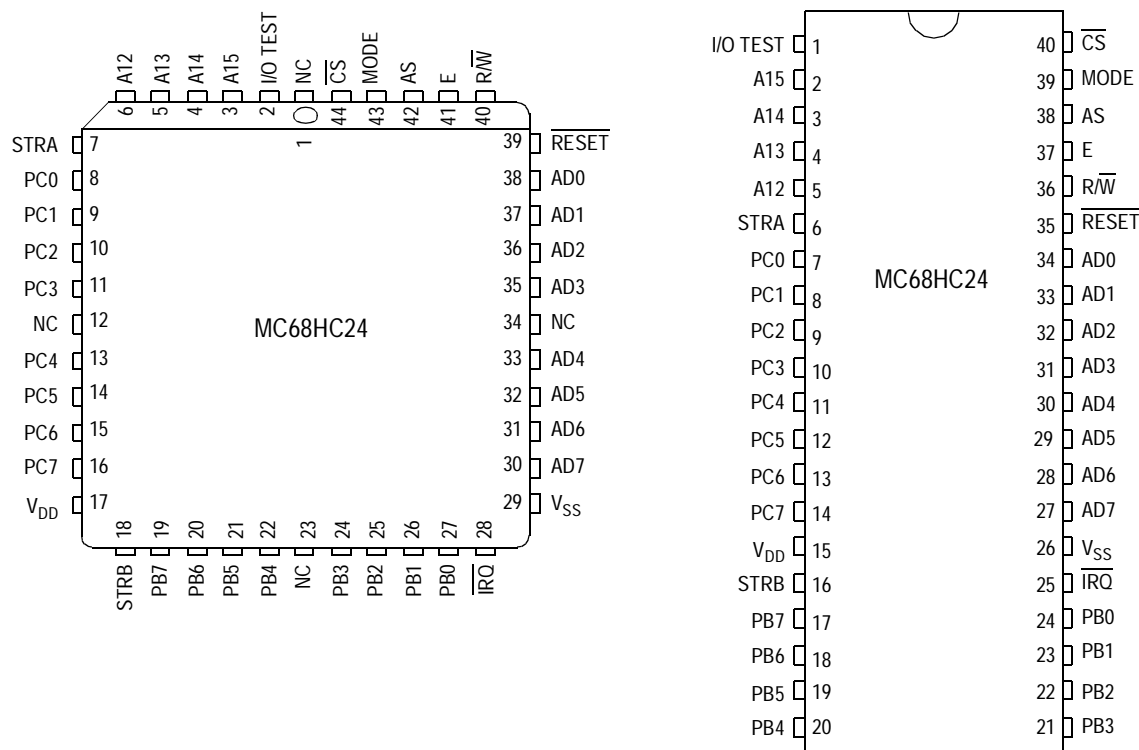 A12 A13 A14 A15 I/O TEST NC C̅S̅ MODE AS E R/W̅
6 5 4 3 2 1 44 43 42 41 40
STRA 7 39 R̅E̅S̅E̅T̅
PC0 8 38 AD0
PC1 9 37 AD1
PC2 10 36 AD2
PC3 11 35 AD3
NC 12 34 NC
MC68HC24
PC4 13 33 AD4
PC5 14 32 AD5
PC6 15 31 AD6
PC7 16 30 AD7
VDD 17 29 VSS
18 19 20 21 22 23 24 25 26 27 28
STRB PB7 PB6 PB5 PB4 NC PB3 PB2 PB1 PB0 I̅R̅Q̅
I/O TEST 1 40 C̅S̅
A15 2 39 MODE
A14 3 38 AS
A13 4 37 E
A12 5 36 R/W̅
STRA 6 35 R̅E̅S̅E̅T̅
PC0 7 34 AD0
MC68HC24
PC1 8 33 AD1
PC2 9 32 AD2
PC3 10 31 AD3
PC4 11 30 AD4
PC5 12 29 AD5
PC6 13 28 AD6
PC7 14 27 AD7
VDD 15 26 VSS
STRB 16 25 I̅R̅Q̅
PB7 17 24 PB0
PB6 18 23 PB1
PB5 19 22 PB2
PB4 20 21 PB3